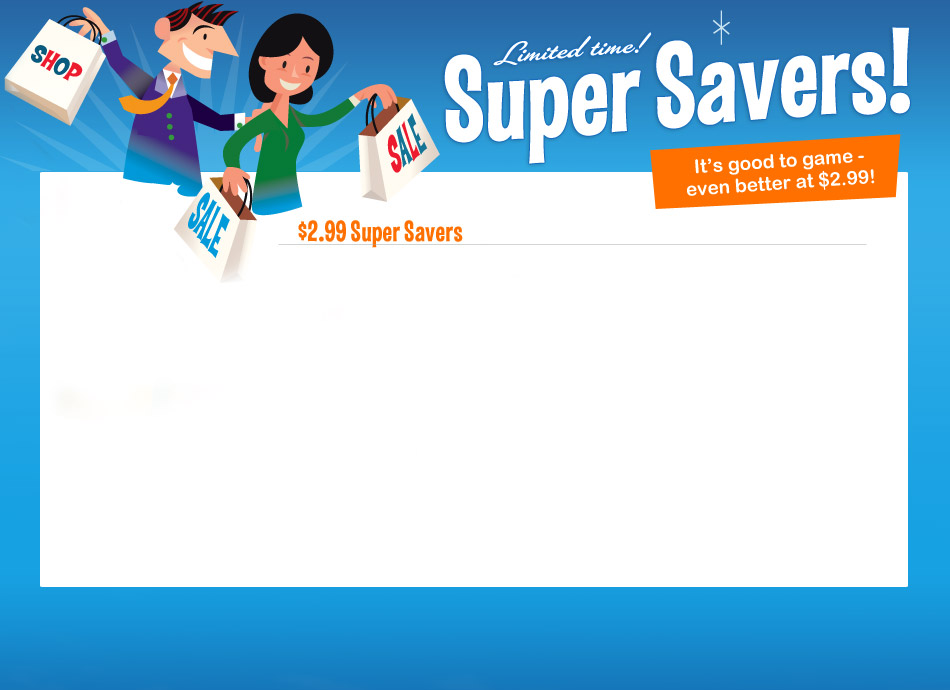 SHOP
Limited time!
Super Savers!
SALE
It's good to game -
even better at $2.99!
SALE
$2.99 Super Savers